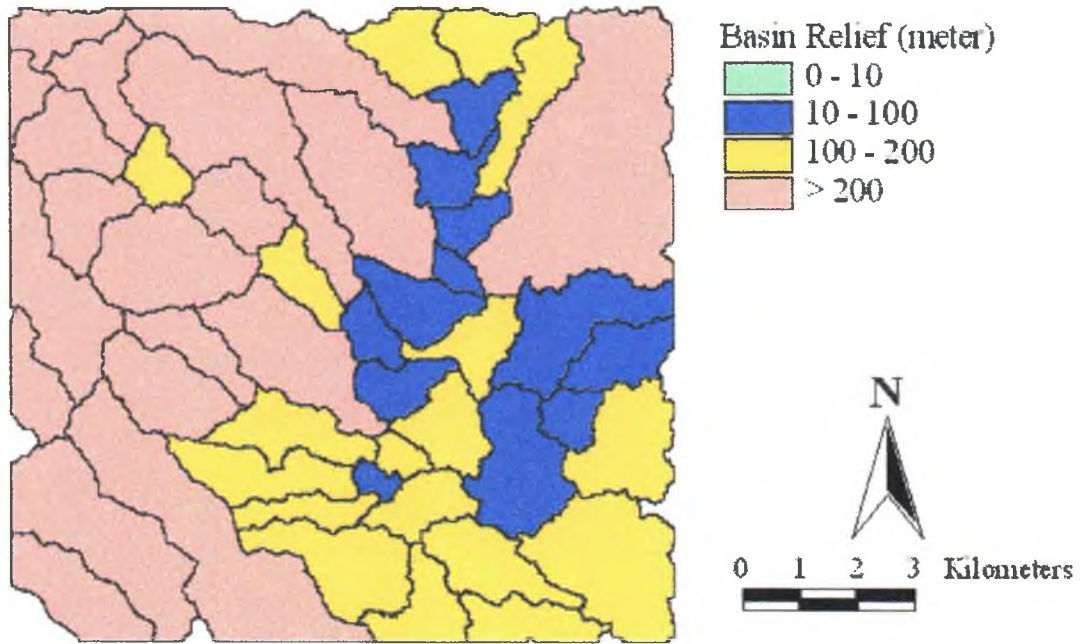 Basin Relief (meter)
0 - 10
10 - 100
100 - 200
> 200
N
0 1 2 3 Kilometers